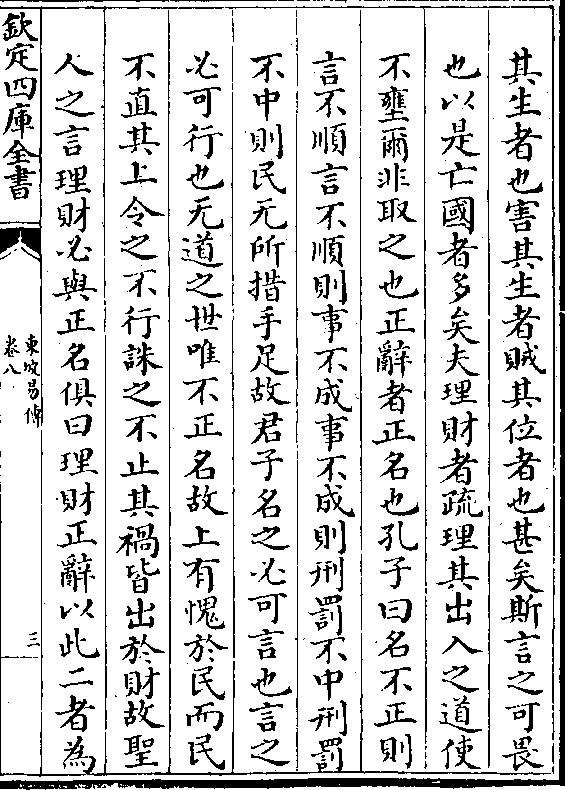 其生者也害其生者賊其位者也甚矣斯言之可畏
也以是亡國者多矣夫理財者疏理其出入之道使
不壅爾非取之也正辭者正名也孔子曰名不正則
言不順言不順則事不成事不成則刑罰不中刑罰
不中則民无所措手足故君子名之必可言也言之
必可行也无道之世唯不正名故上有愧於民而民
不直其上令之不行誅之不止其禍皆出於財故聖
人之言理財必與正名俱曰理財正辭以此二者為
欽定四庫全書
東坡易傳
卷八
三